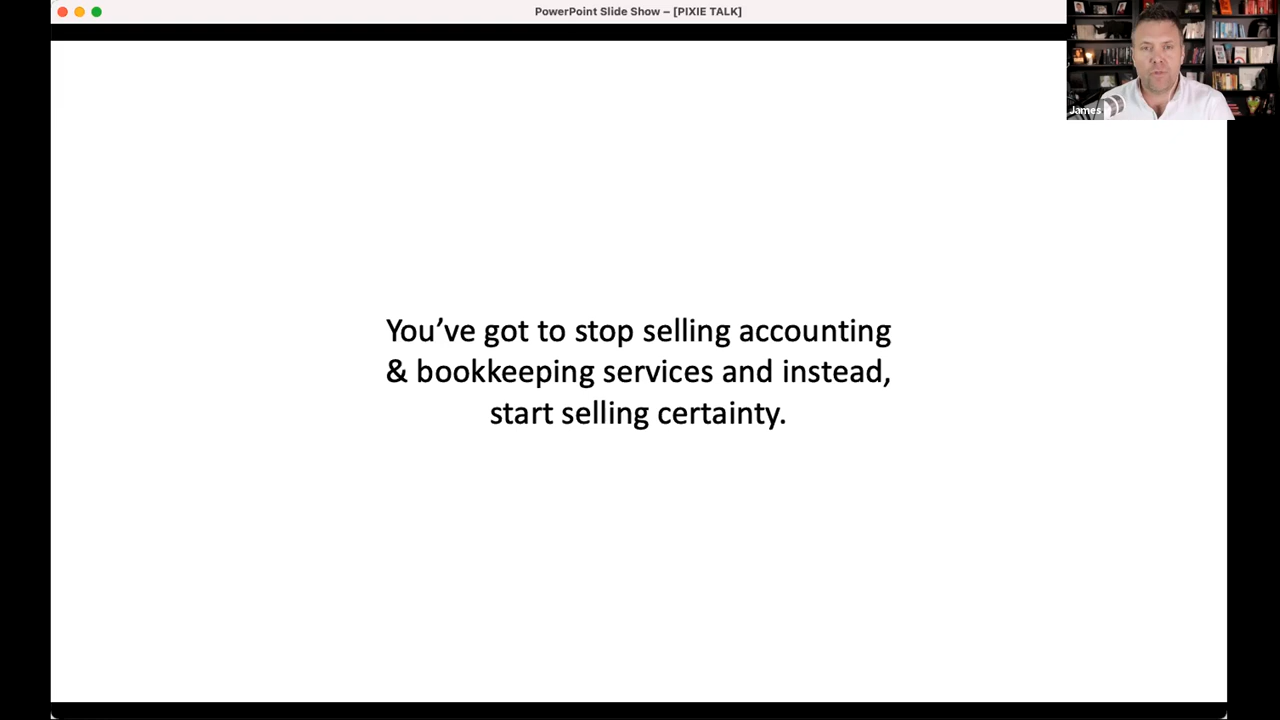 PowerPoint Slide Show – [PIXIE TALK]
James
You’ve got to stop selling accounting
& bookkeeping services and instead,
start selling certainty.